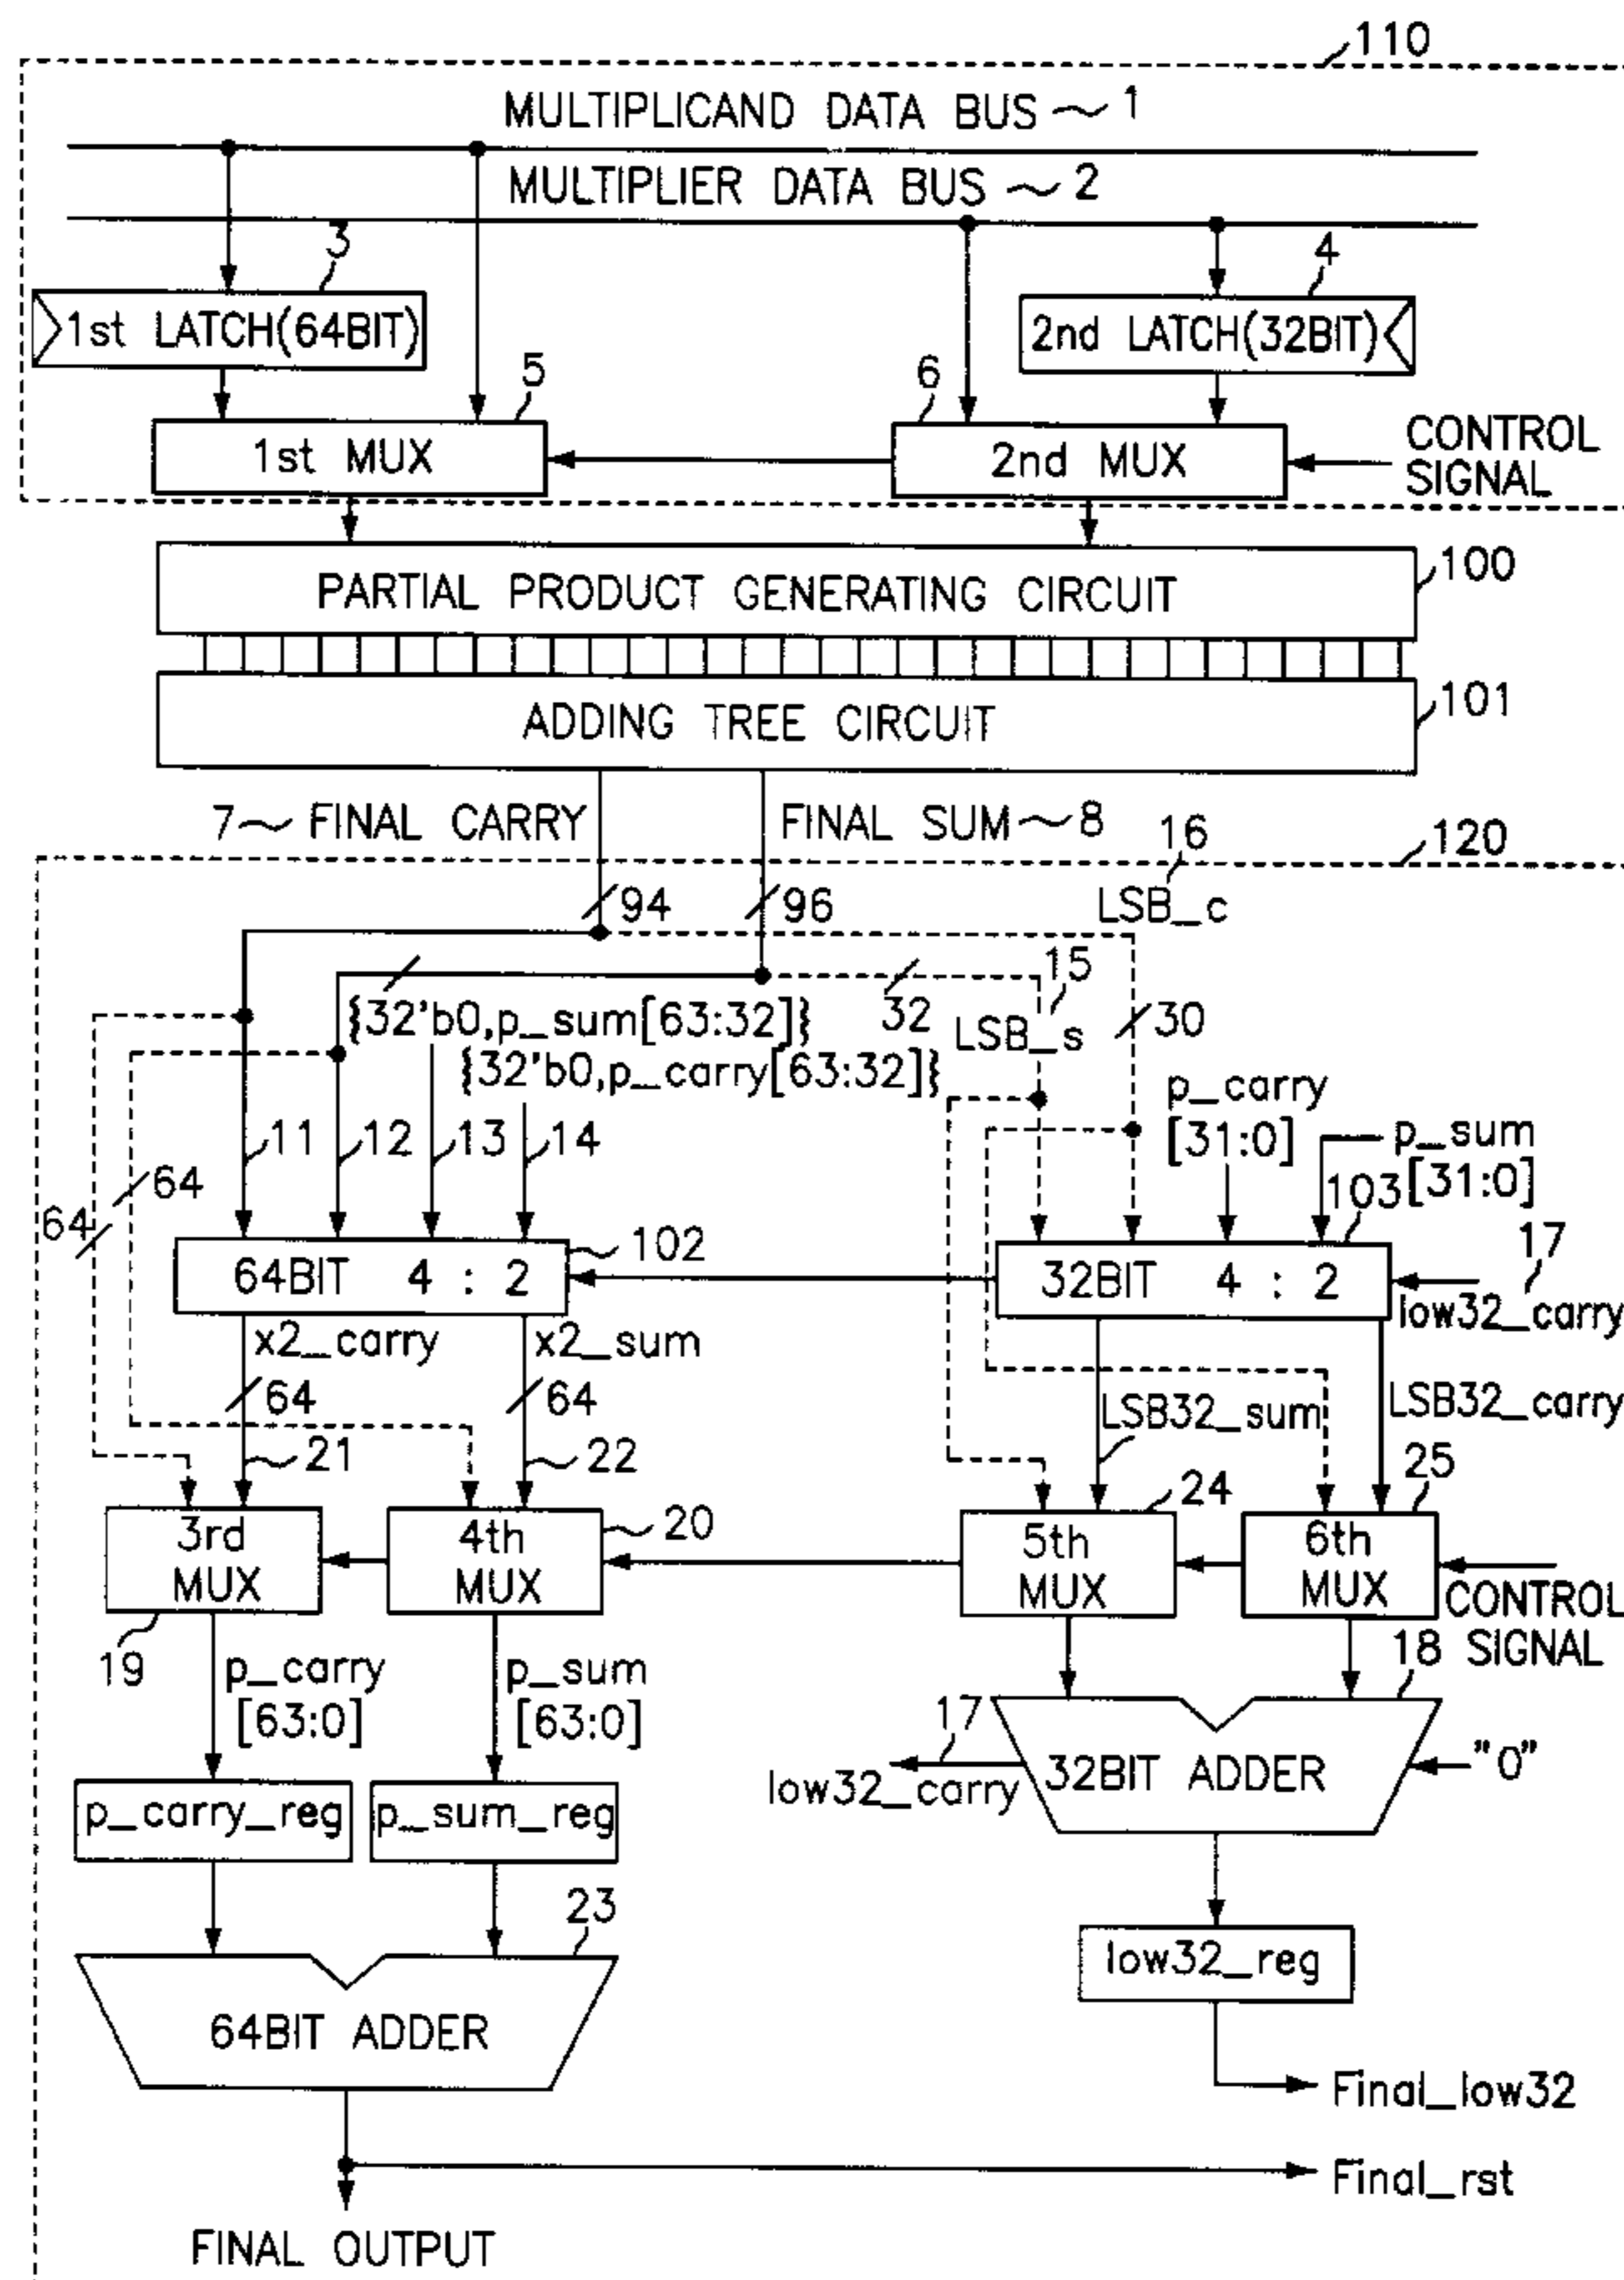 110
MULTIPLICAND DATA BUS 1
MULTIPLIER DATA BUS 2
3
4
1st LATCH(64BIT)
2nd LATCH(32BIT)
5
6
1st MUX
2nd MUX
CONTROL
SIGNAL
PARTIAL PRODUCT GENERATING CIRCUIT
100
ADDING TREE CIRCUIT
101
7 FINAL CARRY
FINAL SUM 8
16
120
94
96
LSB_c
15
{32'b0,p_sum[63:32]}
32
LSB_s
30
{32'b0,p_carry[63:32]}
p_carry
[31:0]
p_sum
[31:0]
11
12
13
14
64
64
103
17
102
64BIT 4 : 2
32BIT 4 : 2
low32_carry
x2_carry
x2_sum
64
64
LSB32_sum
LSB32_carry
21
22
24
25
3rd
MUX
4th
MUX
20
5th
MUX
6th
MUX
CONTROL
SIGNAL
19
18
p_carry
[63:0]
p_sum
[63:0]
17
low32_carry
32BIT ADDER
"0"
p_carry_reg
p_sum_reg
23
low32_reg
64BIT ADDER
Final_low32
Final_rst
FINAL OUTPUT